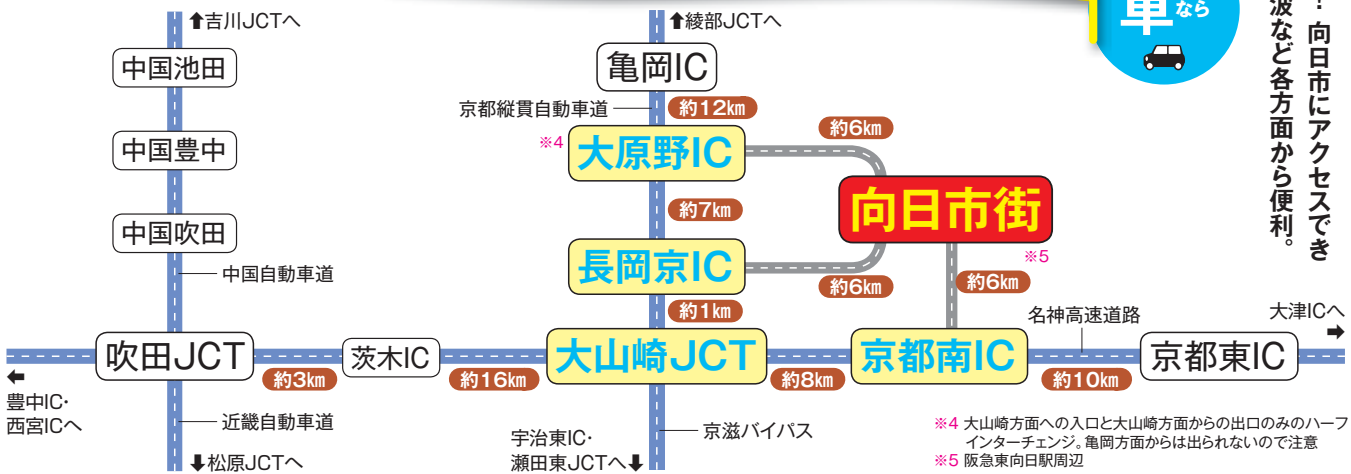 車なら
！ 向日市にアクセスでき
波など各方面から便利。
⬆吉川JCTへ
中国池田
中国豊中
中国吹田
中国自動車道
吹田JCT
⬅
豊中IC・
西宮ICへ
近畿自動車道
⬇松原JCTへ
約3km
茨木IC
約16km
⬆綾部JCTへ
亀岡IC
京都縦貫自動車道
約12km
※4
大原野IC
約6km
約7km
長岡京IC
約6km
約1km
大山崎JCT
宇治東IC・
瀬田東JCTへ⬇
京滋バイパス
向日市街
※5
約6km
約8km
京都南IC
名神高速道路
約10km
京都東IC
大津ICへ
➡
※4 大山崎方面への入口と大山崎方面からの出口のみのハーフ
インターチェンジ。亀岡方面からは出られないので注意
※5 阪急東向日駅周辺